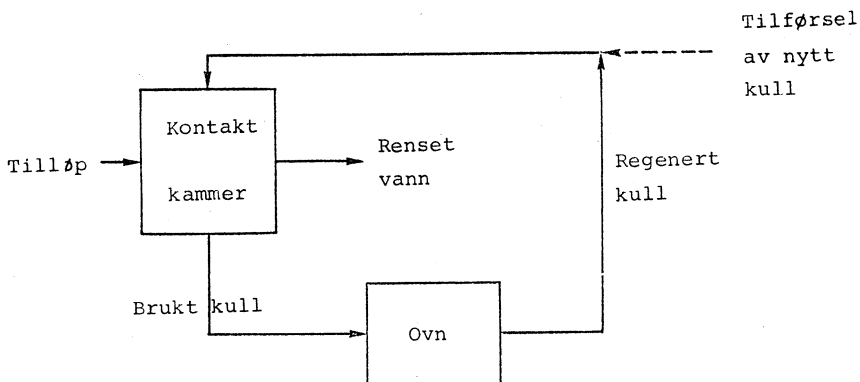 Tilførsel
av nytt
kull
Kontakt
kammer
Tilløp
Renset
vann
Regenert
kull
Brukt kull
Ovn